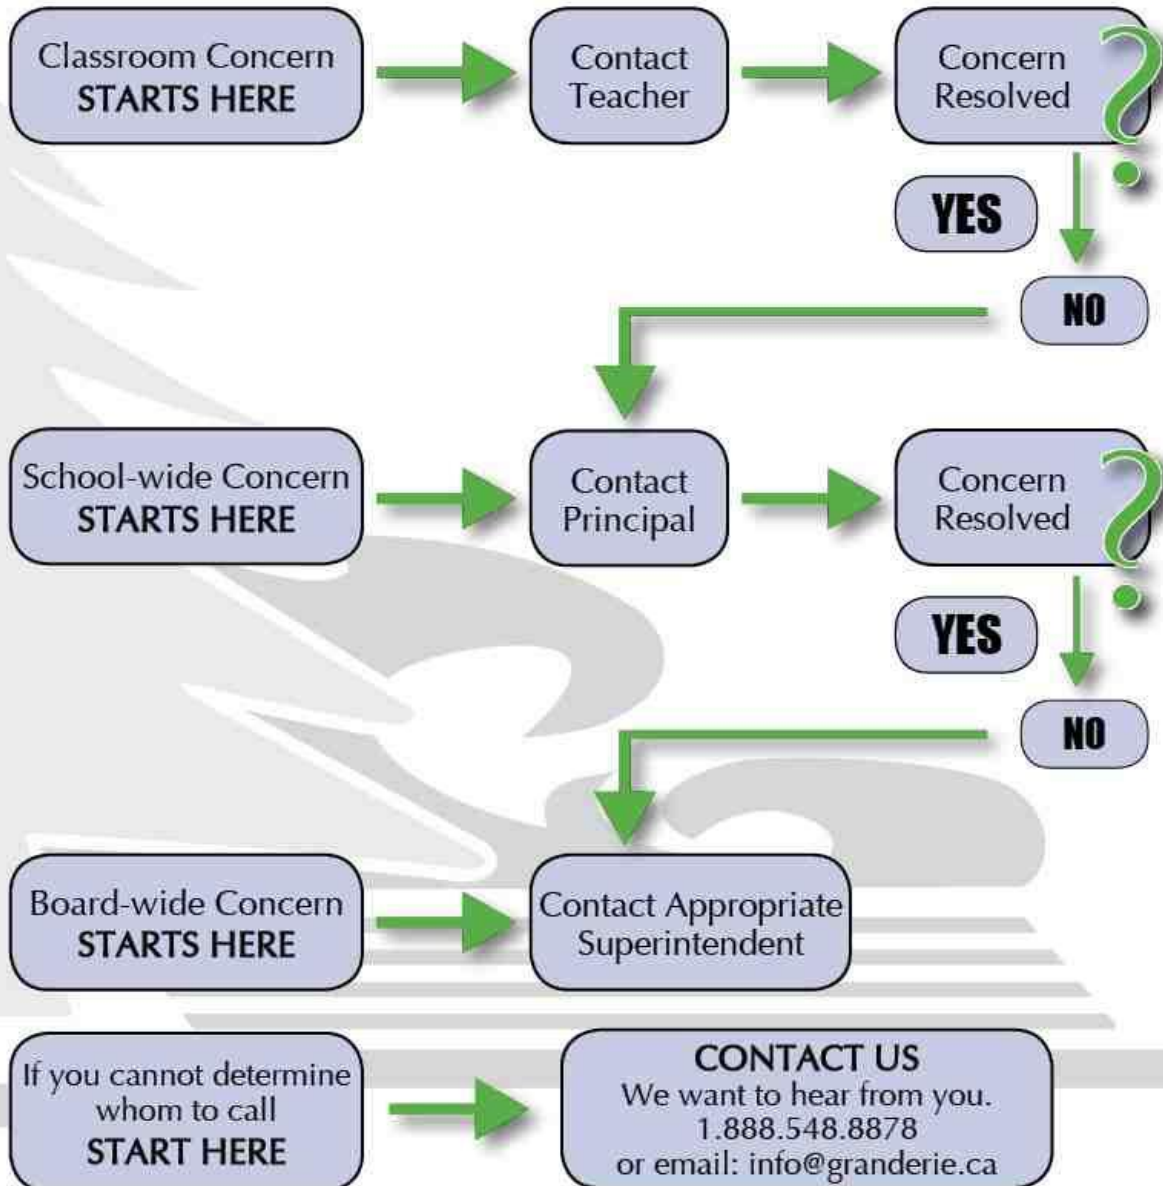 Classroom Concern
STARTS HERE
Contact
Teacher
Concern
Resolved
?
YES
NO
School-wide Concern
STARTS HERE
Contact
Principal
Concern
Resolved
?
YES
NO
Board-wide Concern
STARTS HERE
Contact Appropriate
Superintendent
If you cannot determine
whom to call
START HERE
CONTACT US
We want to hear from you.
1.888.548.8878
or email: info@granderie.ca